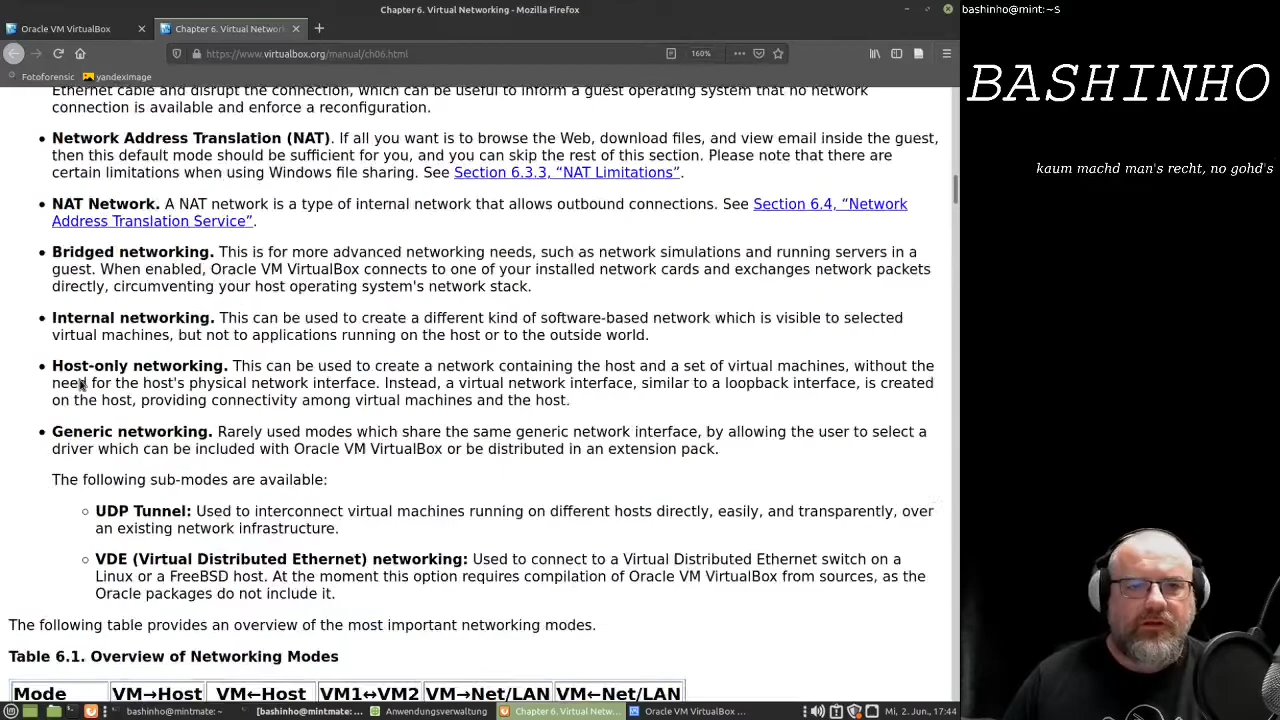 Chapter 6. Virtual Networking - Mozilla Firefox
bashinho@mint:~$
Oracle VM VirtualBox
Chapter 6. Virtual Network
https://www.virtualbox.org/manual/ch06.html
160%
Fotoforensic
yandexImage
Ethernet cable and disrupt the connection, which can be useful to inform a guest operating system that no network
connection is available and enforce a reconfiguration.
Network Address Translation (NAT). If all you want is to browse the Web, download files, and view email inside the guest,
then this default mode should be sufficient for you, and you can skip the rest of this section. Please note that there are
certain limitations when using Windows file sharing. See Section 6.3.3, “NAT Limitations”.
NAT Network. A NAT network is a type of internal network that allows outbound connections. See Section 6.4, “Network
Address Translation Service”.
Bridged networking. This is for more advanced networking needs, such as network simulations and running servers in a
guest. When enabled, Oracle VM VirtualBox connects to one of your installed network cards and exchanges network packets
directly, circumventing your host operating system's network stack.
Internal networking. This can be used to create a different kind of software-based network which is visible to selected
virtual machines, but not to applications running on the host or to the outside world.
Host-only networking. This can be used to create a network containing the host and a set of virtual machines, without the
need for the host's physical network interface. Instead, a virtual network interface, similar to a loopback interface, is created
on the host, providing connectivity among virtual machines and the host.
Generic networking. Rarely used modes which share the same generic network interface, by allowing the user to select a
driver which can be included with Oracle VM VirtualBox or be distributed in an extension pack.
The following sub-modes are available:
UDP Tunnel: Used to interconnect virtual machines running on different hosts directly, easily, and transparently, over
an existing network infrastructure.
VDE (Virtual Distributed Ethernet) networking: Used to connect to a Virtual Distributed Ethernet switch on a
Linux or a FreeBSD host. At the moment this option requires compilation of Oracle VM VirtualBox from sources, as the
Oracle packages do not include it.
The following table provides an overview of the most important networking modes.
Table 6.1. Overview of Networking Modes
Mode VM→Host VM←Host VM1↔VM2 VM→Net/LAN VM←Net/LAN
BASHINHO
kaum machd man's recht, no gohd's
bashinho@mintmate: ~
[bashinho@mintmate: ...
Anwendungsverwaltung
Chapter 6. Virtual Netw...
Oracle VM VirtualBox ...
Mi, 2. Jun., 17:44